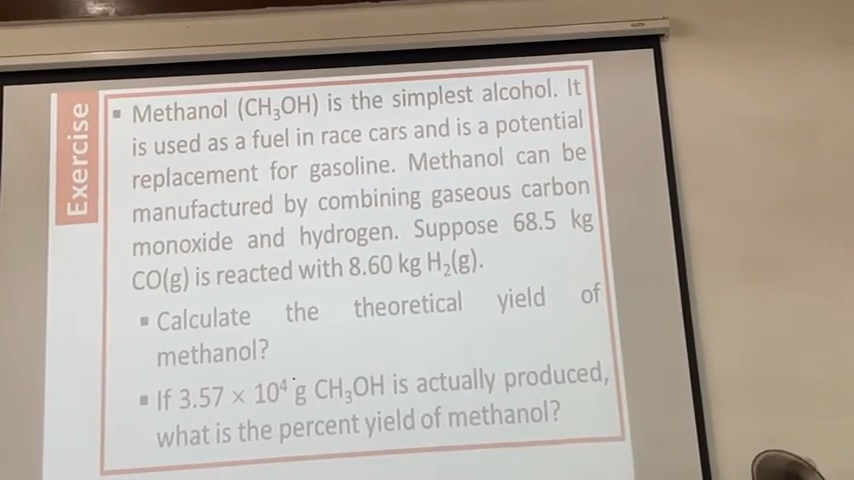 Exercise
▪ Methanol (CH₃OH) is the simplest alcohol. It
is used as a fuel in race cars and is a potential
replacement for gasoline. Methanol can be
manufactured by combining gaseous carbon
monoxide and hydrogen. Suppose 68.5 kg
CO(g) is reacted with 8.60 kg H₂(g).
▪ Calculate the theoretical yield of
methanol?
▪ If 3.57 × 10⁴ g CH₃OH is actually produced,
what is the percent yield of methanol?